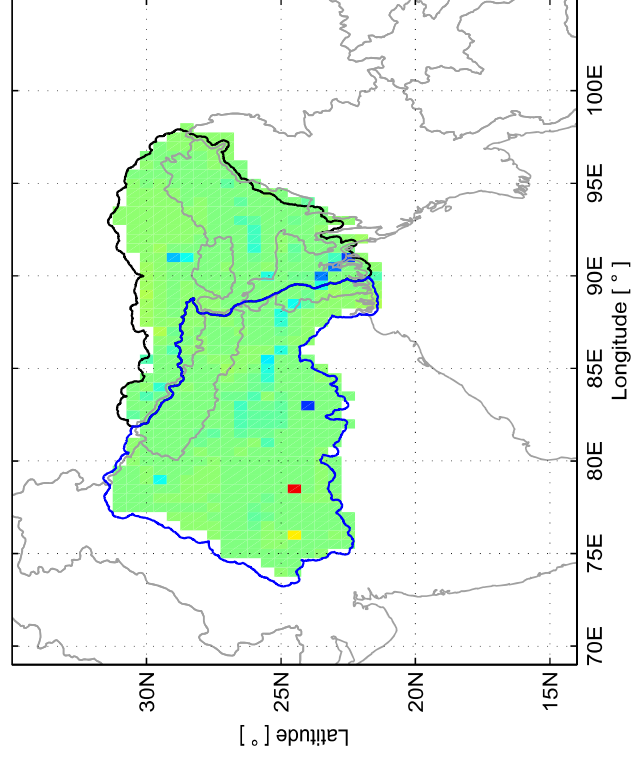 100E
95E
90E
85E
80E
75E
70E
Longitude [ ° ]
30N
25N
20N
15N
Latitude [ ° ]